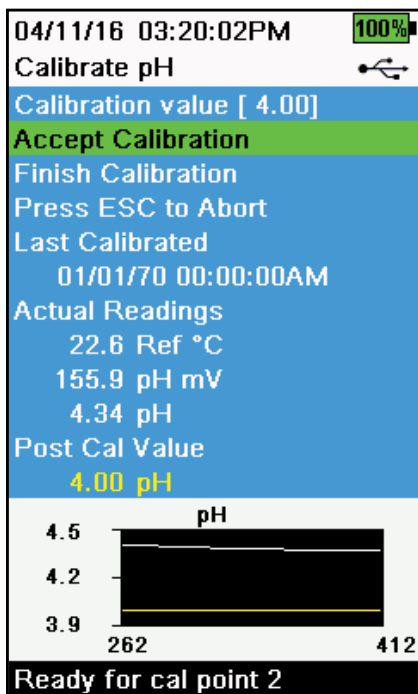 04/11/16 03:20:02PM 100%
Calibrate pH
Calibration value [ 4.00]
Accept Calibration
Finish Calibration
Press ESC to Abort
Last Calibrated
01/01/70 00:00:00AM
Actual Readings
22.6 Ref °C
155.9 pH mV
4.34 pH
Post Cal Value
4.00 pH
pH
4.5
4.2
3.9
262 412
Ready for cal point 2